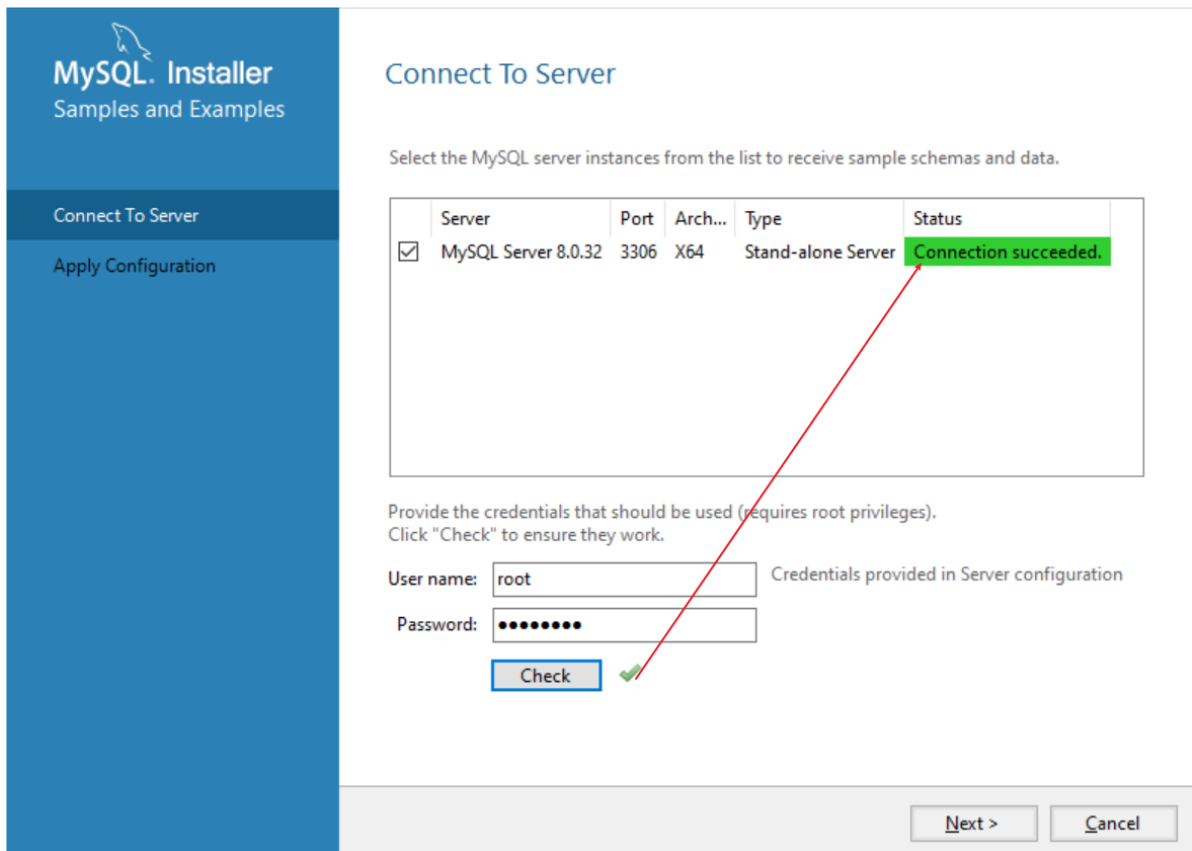 MySQL. Installer
Samples and Examples
Connect To Server
Apply Configuration
Connect To Server
Select the MySQL server instances from the list to receive sample schemas and data.
Server Port Arch... Type Status
MySQL Server 8.0.32 3306 X64 Stand-alone Server Connection succeeded.
Provide the credentials that should be used (requires root privileges).
Click "Check" to ensure they work.
User name: root Credentials provided in Server configuration
Password: ●●●●●●●●
Check
Next > Cancel